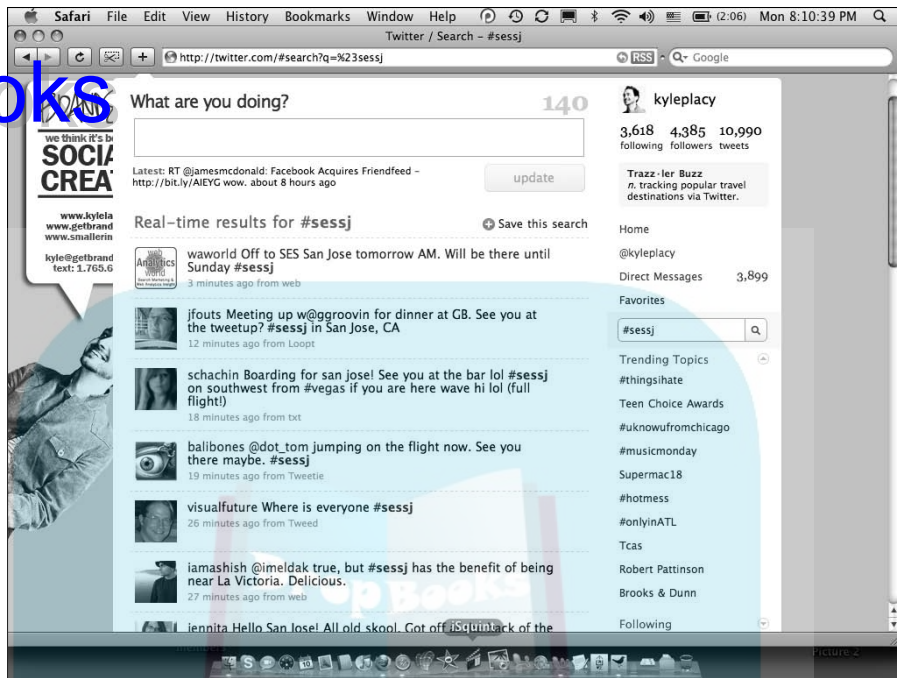 Safari File Edit View History Bookmarks Window Help (2:06) Mon 8:10:39 PM
Twitter / Search – #sessj
http://twitter.com/#search?q=%23sessj RSS Google
oks
we think it's b
SOCIA
CREA
www.kylela
www.getbrand
www.smallerin
kyle@getbrand
text: 1.765.6
What are you doing? 140
Latest: RT @jamesmcdonald: Facebook Acquires Friendfeed –
http://bit.ly/AIEYG wow. about 8 hours ago
update
Real-time results for #sessj Save this search
waworld Off to SES San Jose tomorrow AM. Will be there until
Sunday #sessj
3 minutes ago from web
jfouts Meeting up w@ggroovin for dinner at GB. See you at
the tweetup? #sessj in San Jose, CA
12 minutes ago from Loopt
schachin Boarding for san jose! See you at the bar lol #sessj
on southwest from #vegas if you are here wave hi lol (full
flight!)
18 minutes ago from txt
balibones @dot_tom jumping on the flight now. See you
there maybe. #sessj
19 minutes ago from Tweetie
visualfuture Where is everyone #sessj
26 minutes ago from Tweed
iamashish @imeldak true, but #sessj has the benefit of being
near La Victoria. Delicious.
27 minutes ago from web
jennita Hello San Jose! All old skool. Got off iSquint ack of the
kyleplacy
3,618 4,385 10,990
following followers tweets
Trazz·ler Buzz
n. tracking popular travel
destinations via Twitter.
Home
@kyleplacy
Direct Messages 3,899
Favorites
#sessj
Trending Topics
#thingsihate
Teen Choice Awards
#uknowufromchicago
#musicmonday
Supermac18
#hotmess
#onlyinATL
Tcas
Robert Pattinson
Brooks & Dunn
Following
Books
members
Picture 2